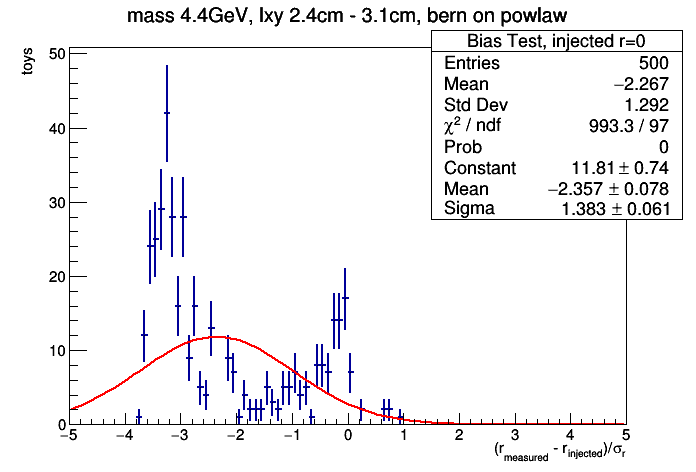 mass 4.4GeV, lxy 2.4cm - 3.1cm, bern on powlaw
Bias Test, injected r=0
Entries 500
Mean −2.267
Std Dev 1.292
χ² / ndf 993.3 / 97
Prob 0
Constant 11.81 ± 0.74
Mean −2.357 ± 0.078
Sigma 1.383 ± 0.061
toys
50
40
30
20
10
0
−5 −4 −3 −2 −1 0 1 2 3 4 5
(r_measured - r_injected)/σ_r